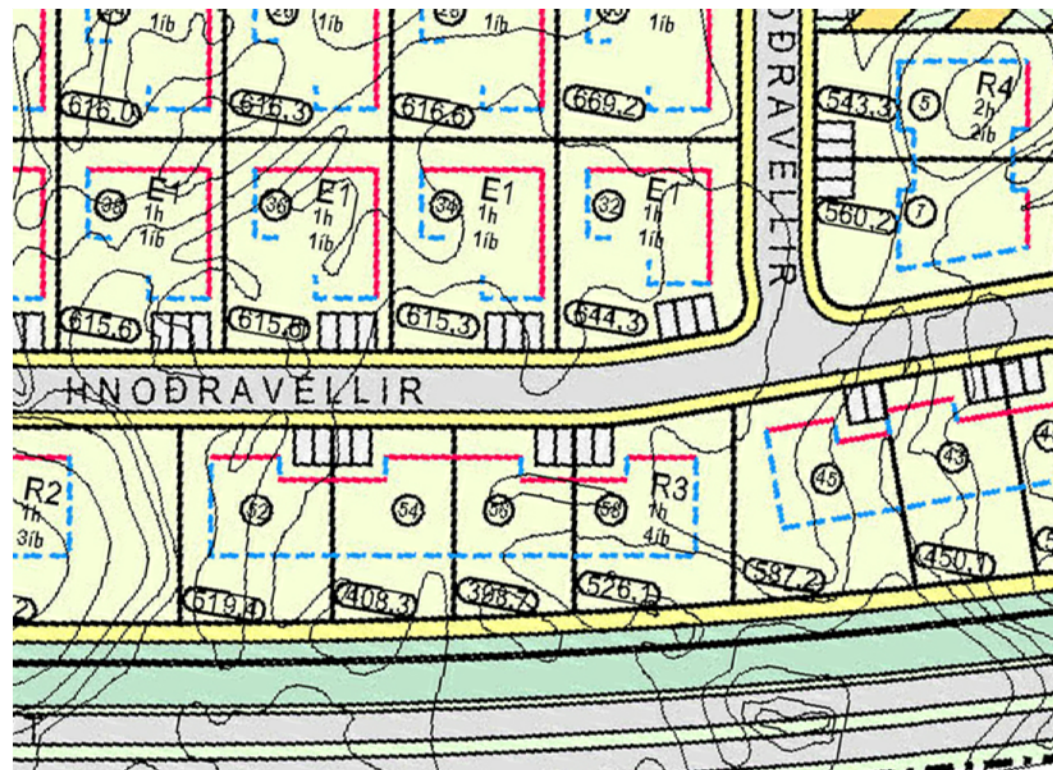 1íb
1íb
1íb
1íb
616,0
616,3
616,6
669,2
HNOÐRAVELLIR
543,3
5
R4
2h
2íb
560,2
7
38
E1
1h
1íb
36
E1
1h
1íb
34
E1
1h
1íb
32
E1
1h
1íb
615,6
615,6
615,3
644,3
HNOÐRAVELLIR
R2
1h
3íb
52
54
56
58
R3
1h
4íb
45
43
519,4
408,3
398,7
526,1
587,2
450,1